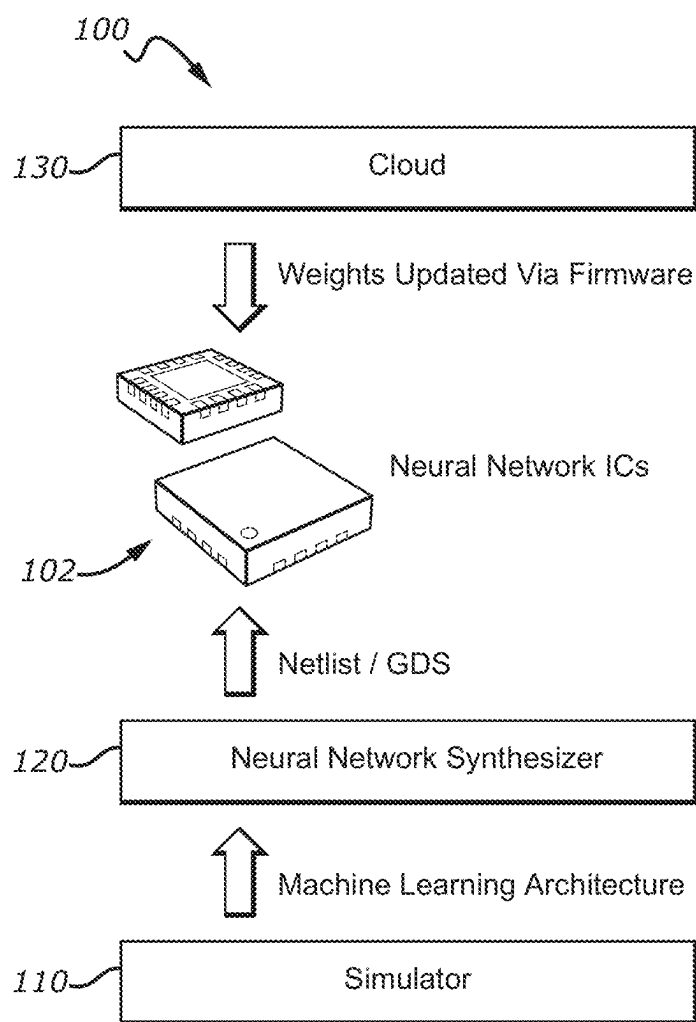 100
130
Cloud
Weights Updated Via Firmware
Neural Network ICs
102
Netlist / GDS
120
Neural Network Synthesizer
Machine Learning Architecture
110
Simulator